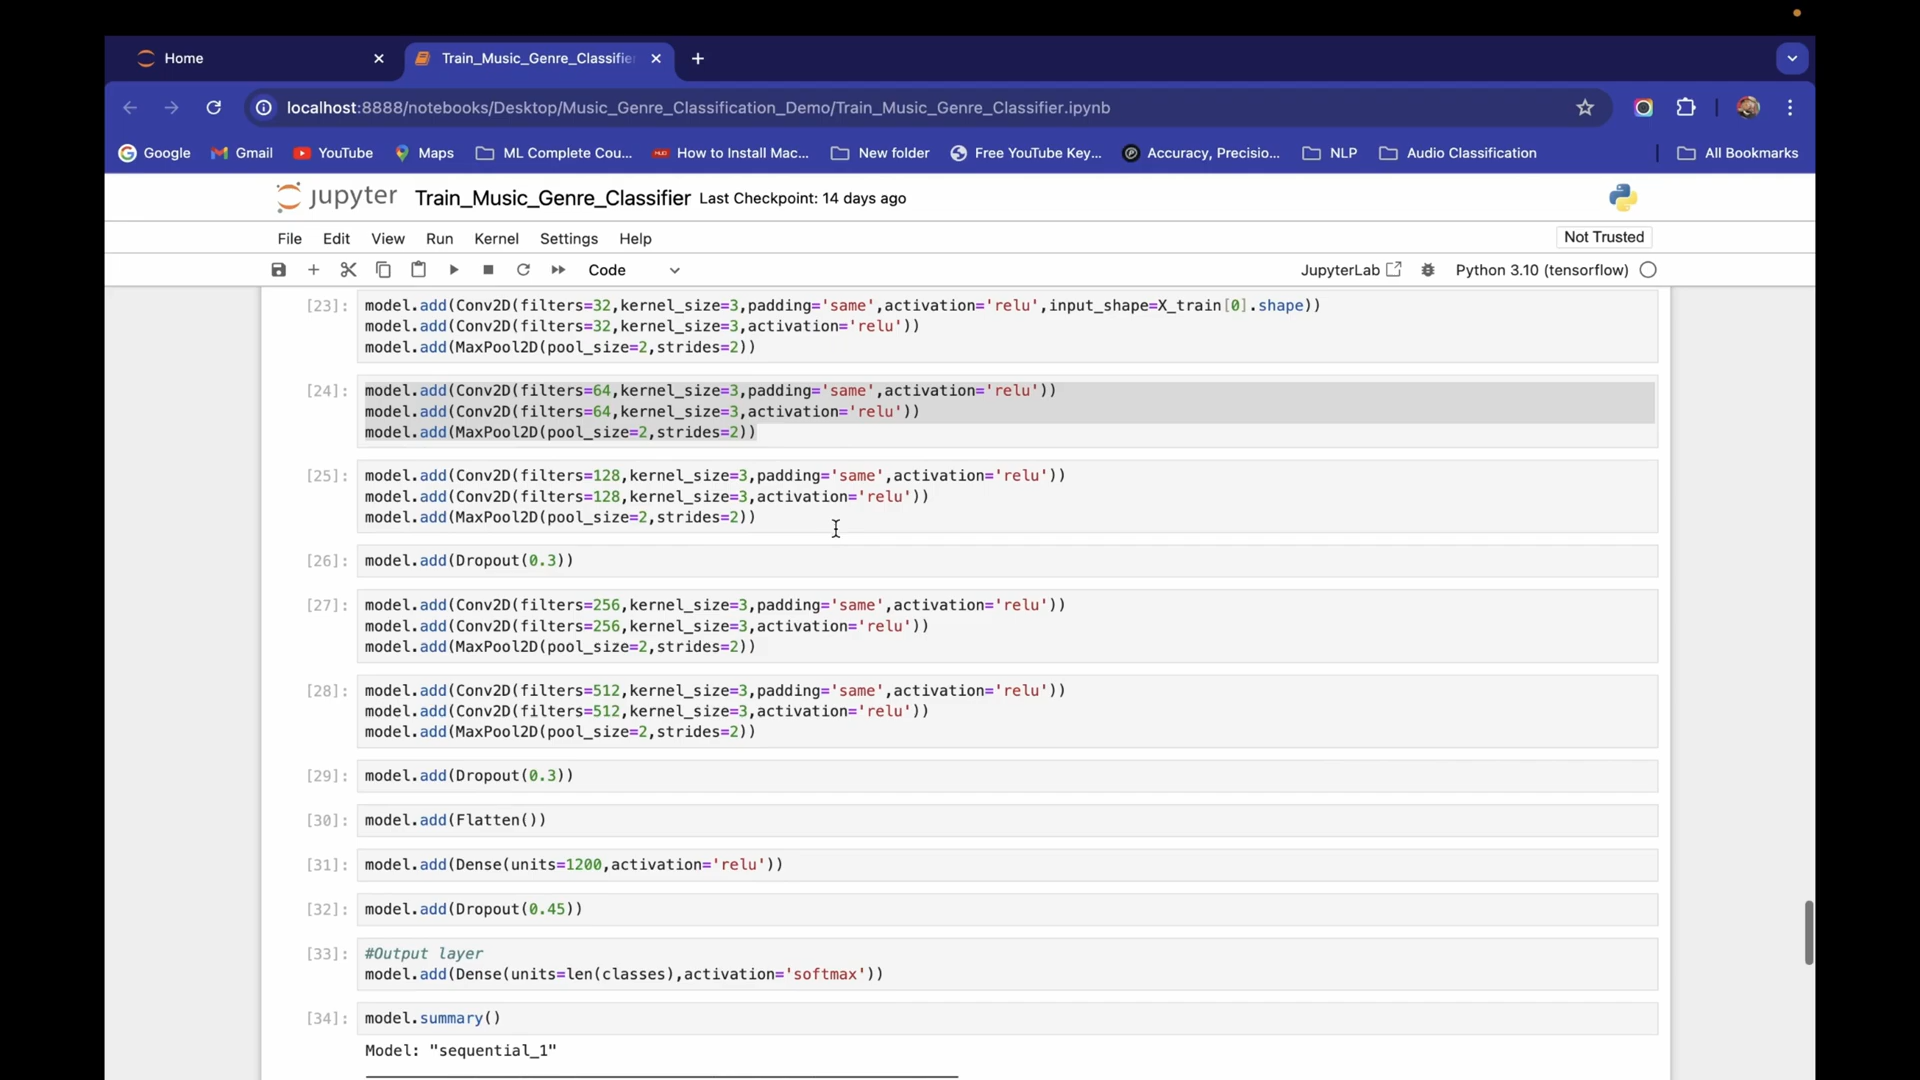 Home
Train_Music_Genre_Classifier
localhost:8888/notebooks/Desktop/Music_Genre_Classification_Demo/Train_Music_Genre_Classifier.ipynb
Google Gmail YouTube Maps ML Complete Cou... How to Install Mac... New folder Free YouTube Key... Accuracy, Precisio... NLP Audio Classification All Bookmarks
jupyter Train_Music_Genre_Classifier Last Checkpoint: 14 days ago
File Edit View Run Kernel Settings Help Not Trusted
Code JupyterLab Python 3.10 (tensorflow)
[23]: model.add(Conv2D(filters=32,kernel_size=3,padding='same',activation='relu',input_shape=X_train[0].shape))
model.add(Conv2D(filters=32,kernel_size=3,activation='relu'))
model.add(MaxPool2D(pool_size=2,strides=2))
[24]: model.add(Conv2D(filters=64,kernel_size=3,padding='same',activation='relu'))
model.add(Conv2D(filters=64,kernel_size=3,activation='relu'))
model.add(MaxPool2D(pool_size=2,strides=2))
[25]: model.add(Conv2D(filters=128,kernel_size=3,padding='same',activation='relu'))
model.add(Conv2D(filters=128,kernel_size=3,activation='relu'))
model.add(MaxPool2D(pool_size=2,strides=2))
[26]: model.add(Dropout(0.3))
[27]: model.add(Conv2D(filters=256,kernel_size=3,padding='same',activation='relu'))
model.add(Conv2D(filters=256,kernel_size=3,activation='relu'))
model.add(MaxPool2D(pool_size=2,strides=2))
[28]: model.add(Conv2D(filters=512,kernel_size=3,padding='same',activation='relu'))
model.add(Conv2D(filters=512,kernel_size=3,activation='relu'))
model.add(MaxPool2D(pool_size=2,strides=2))
[29]: model.add(Dropout(0.3))
[30]: model.add(Flatten())
[31]: model.add(Dense(units=1200,activation='relu'))
[32]: model.add(Dropout(0.45))
[33]: #Output layer
model.add(Dense(units=len(classes),activation='softmax'))
[34]: model.summary()
Model: "sequential_1"